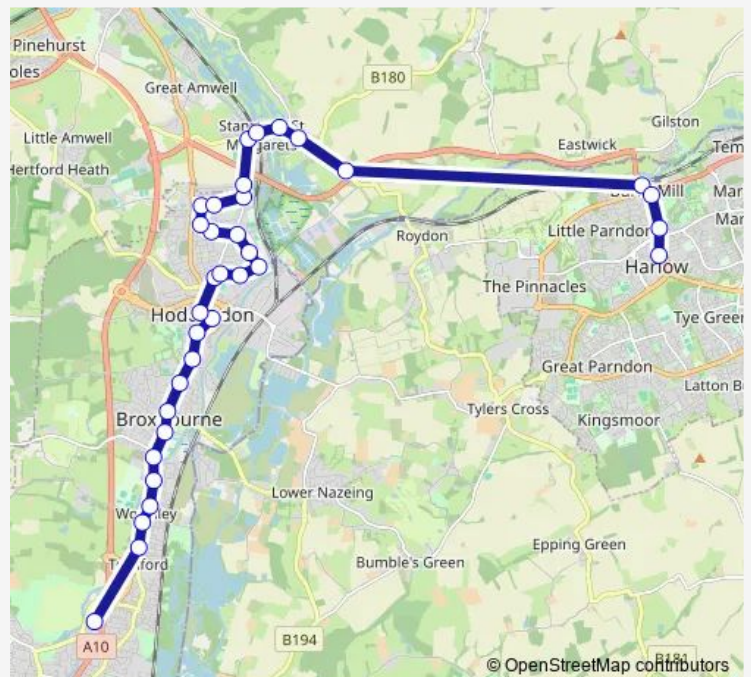 Pinehurst
oles
Great Amwell
B180
Little Amwell
Gilston
Eastwick
Tem
Hertford Heath
Mill
Mar
Little Parndon
Mar
Roydon
Harlow
The Pinnacles
Tye Green
Great Parndon
Latton B
Tylers Cross
Kingsmoor
Lower Nazeing
Epping Green
Bumble's Green
A10
B194
B181
© OpenStreetMap contributors